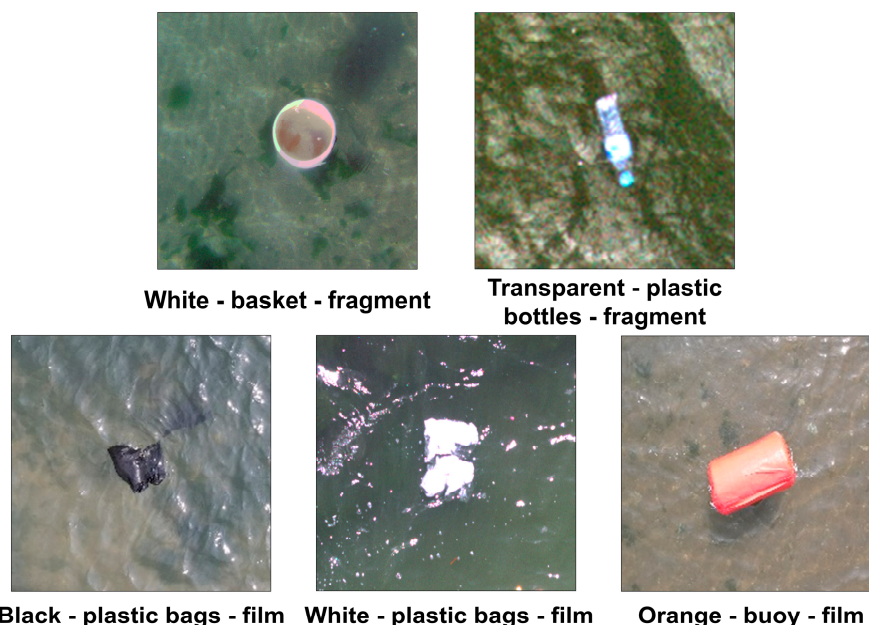 White - basket - fragment
Transparent - plastic
bottles - fragment
Black - plastic bags - film
White - plastic bags - film
Orange - buoy - film